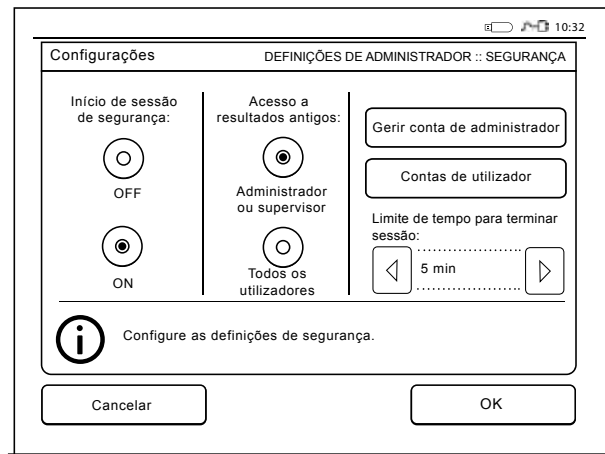 10:32
Configurações
DEFINIÇÕES DE ADMINISTRADOR :: SEGURANÇA
Início de sessão
de segurança:
OFF
ON
Acesso a
resultados antigos:
Administrador
ou supervisor
Todos os
utilizadores
Gerir conta de administrador
Contas de utilizador
Limite de tempo para terminar
sessão:
5 min
Configure as definições de segurança.
Cancelar
OK